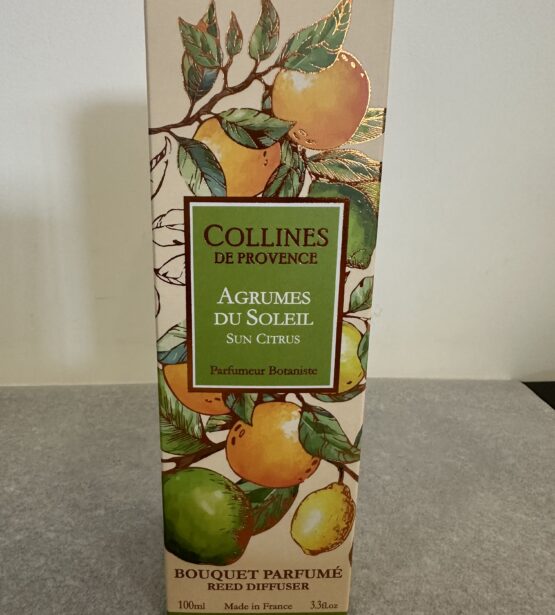 COLLINES
DE PROVENCE
AGRUMES
DU SOLEIL
SUN CITRUS
Parfumeur Botaniste
BOUQUET PARFUMÉ
REED DIFFUSER
100ml Made in France 3.3fl.oz